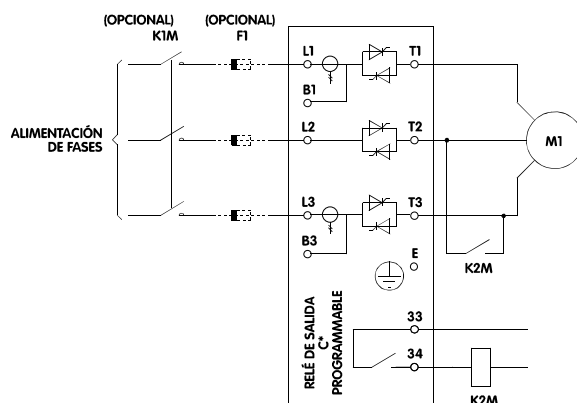 (OPCIONAL)
K1M
(OPCIONAL)
F1
L1
T1
B1
ALIMENTACIÓN
DE FASES
L2
T2
M1
L3
T3
B3
E
K2M
RELÉ DE SALIDA
C*
PROGRAMMABLE
33
34
K2M